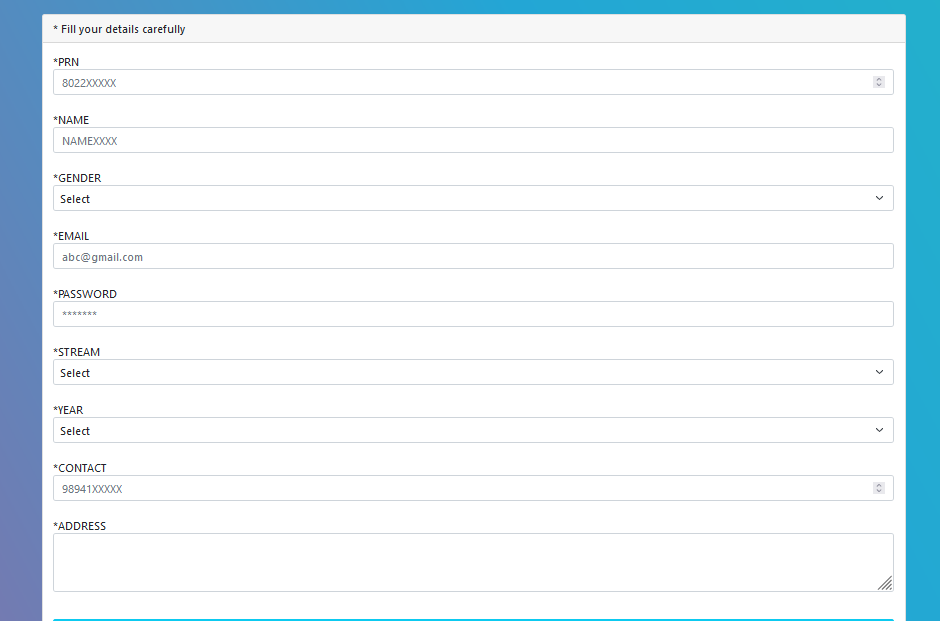 * Fill your details carefully
*PRN
8022XXXXX
*NAME
NAMEXXXX
*GENDER
Select
*EMAIL
abc@gmail.com
*PASSWORD
*******
*STREAM
Select
*YEAR
Select
*CONTACT
98941XXXXX
*ADDRESS